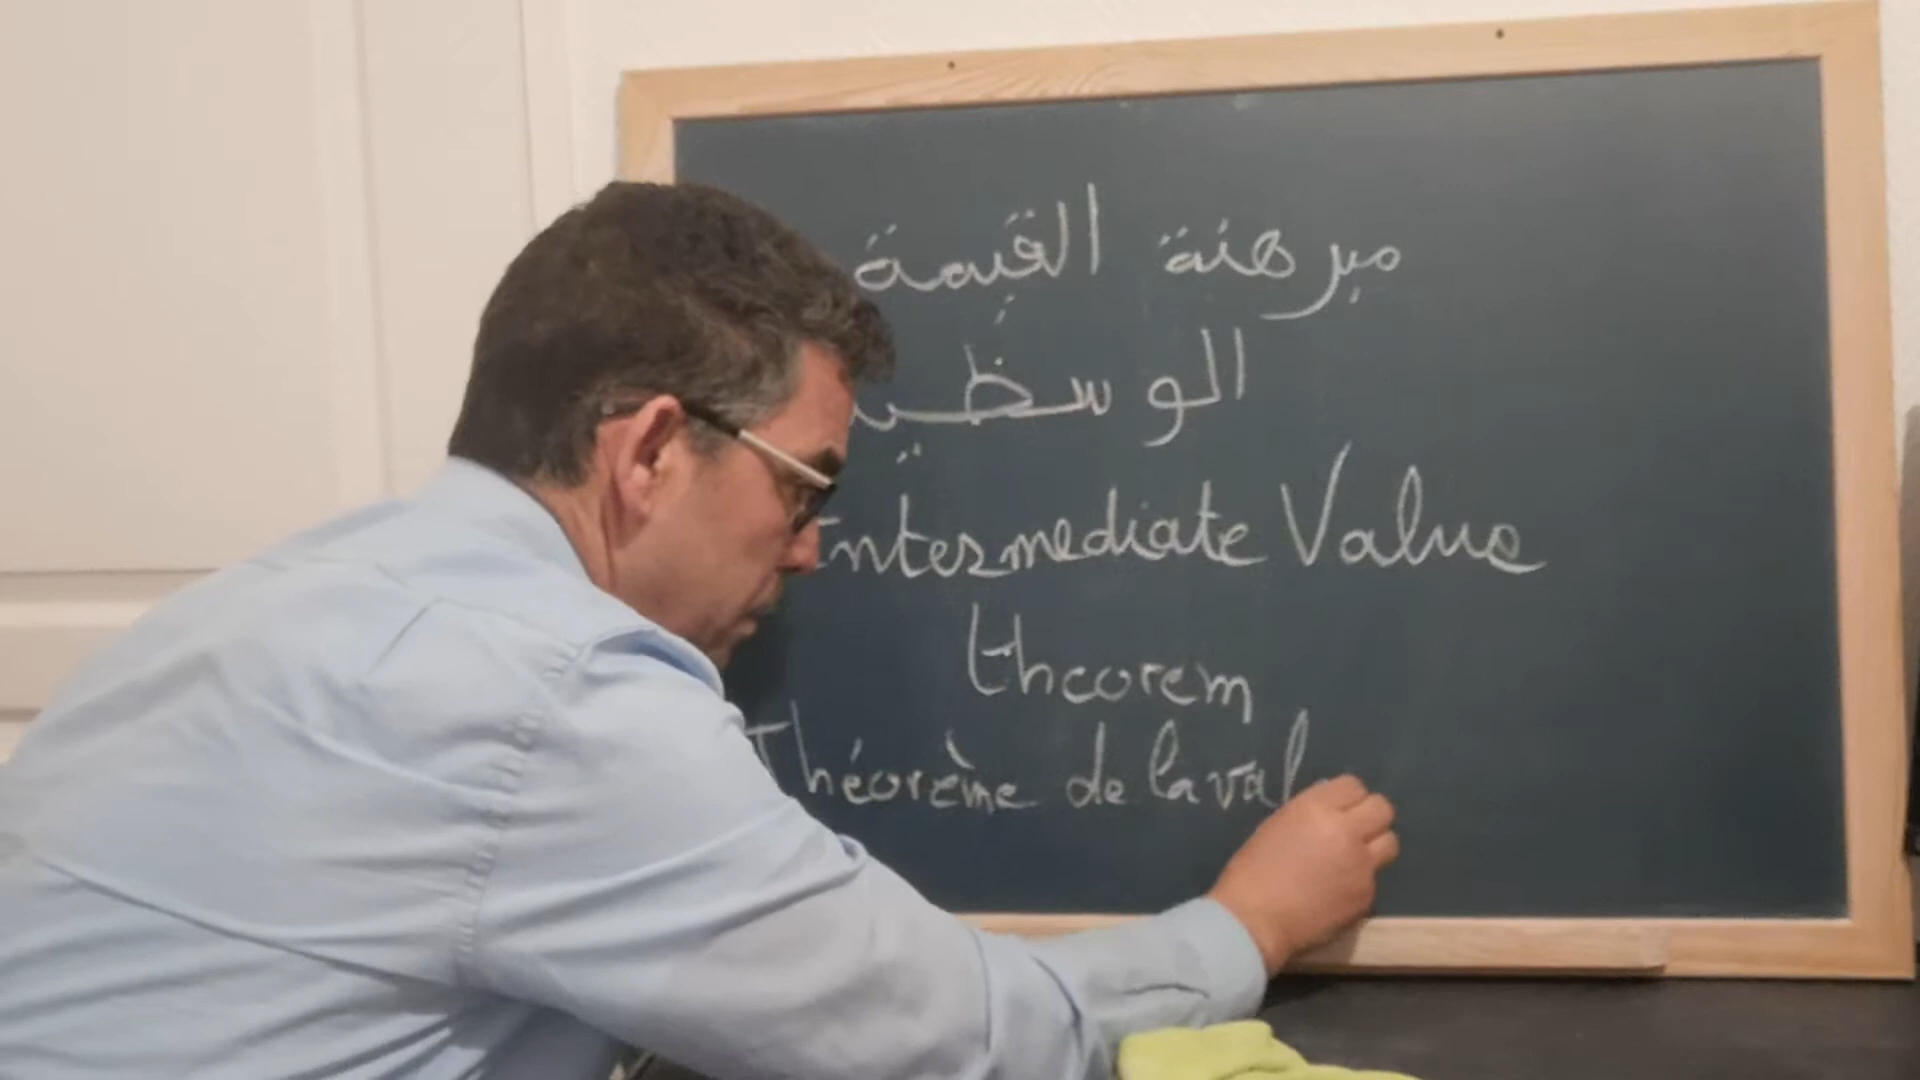 مبرهنة القيمة
الوسطية
Intermediate Value
theorem
Théorème de la val